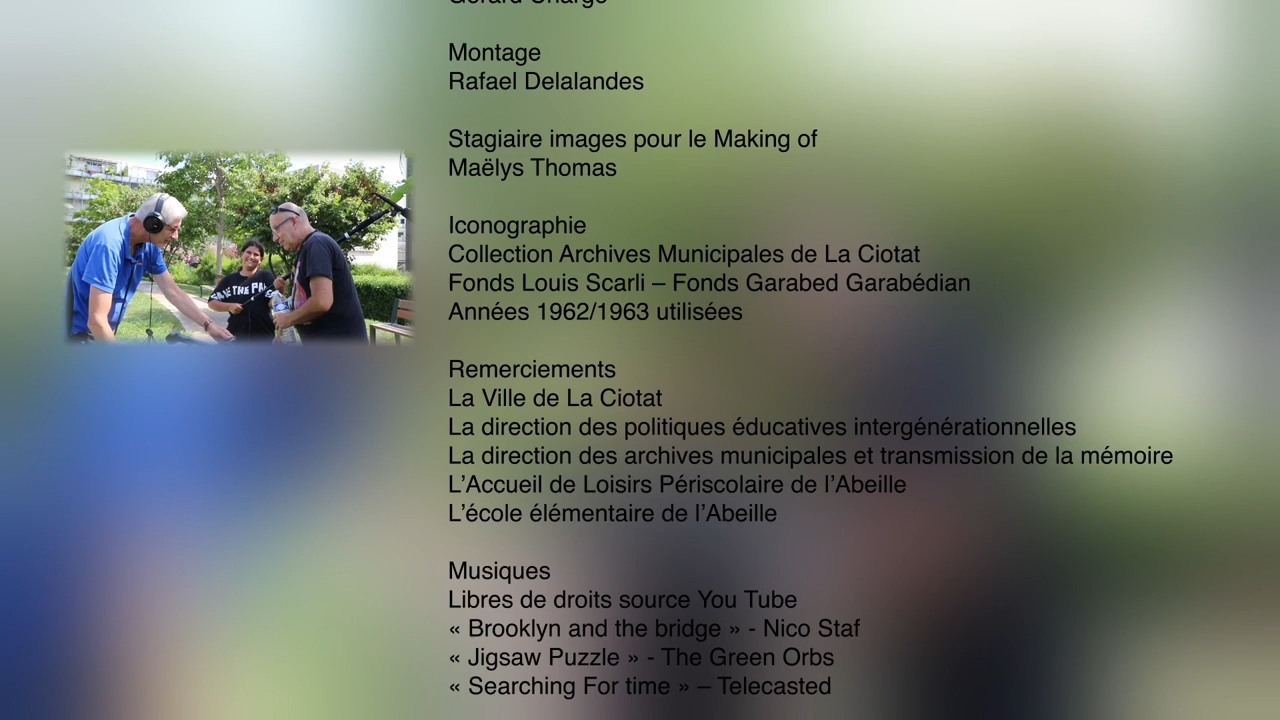 Montage
Rafael Delalandes
Stagiaire images pour le Making of
Maëlys Thomas
Iconographie
Collection Archives Municipales de La Ciotat
Fonds Louis Scarli – Fonds Garabed Garabédian
Années 1962/1963 utilisées
Remerciements
La Ville de La Ciotat
La direction des politiques éducatives intergénérationnelles
La direction des archives municipales et transmission de la mémoire
L’Accueil de Loisirs Périscolaire de l’Abeille
L’école élémentaire de l’Abeille
Musiques
Libres de droits source You Tube
« Brooklyn and the bridge » - Nico Staf
« Jigsaw Puzzle » - The Green Orbs
« Searching For time » – Telecasted